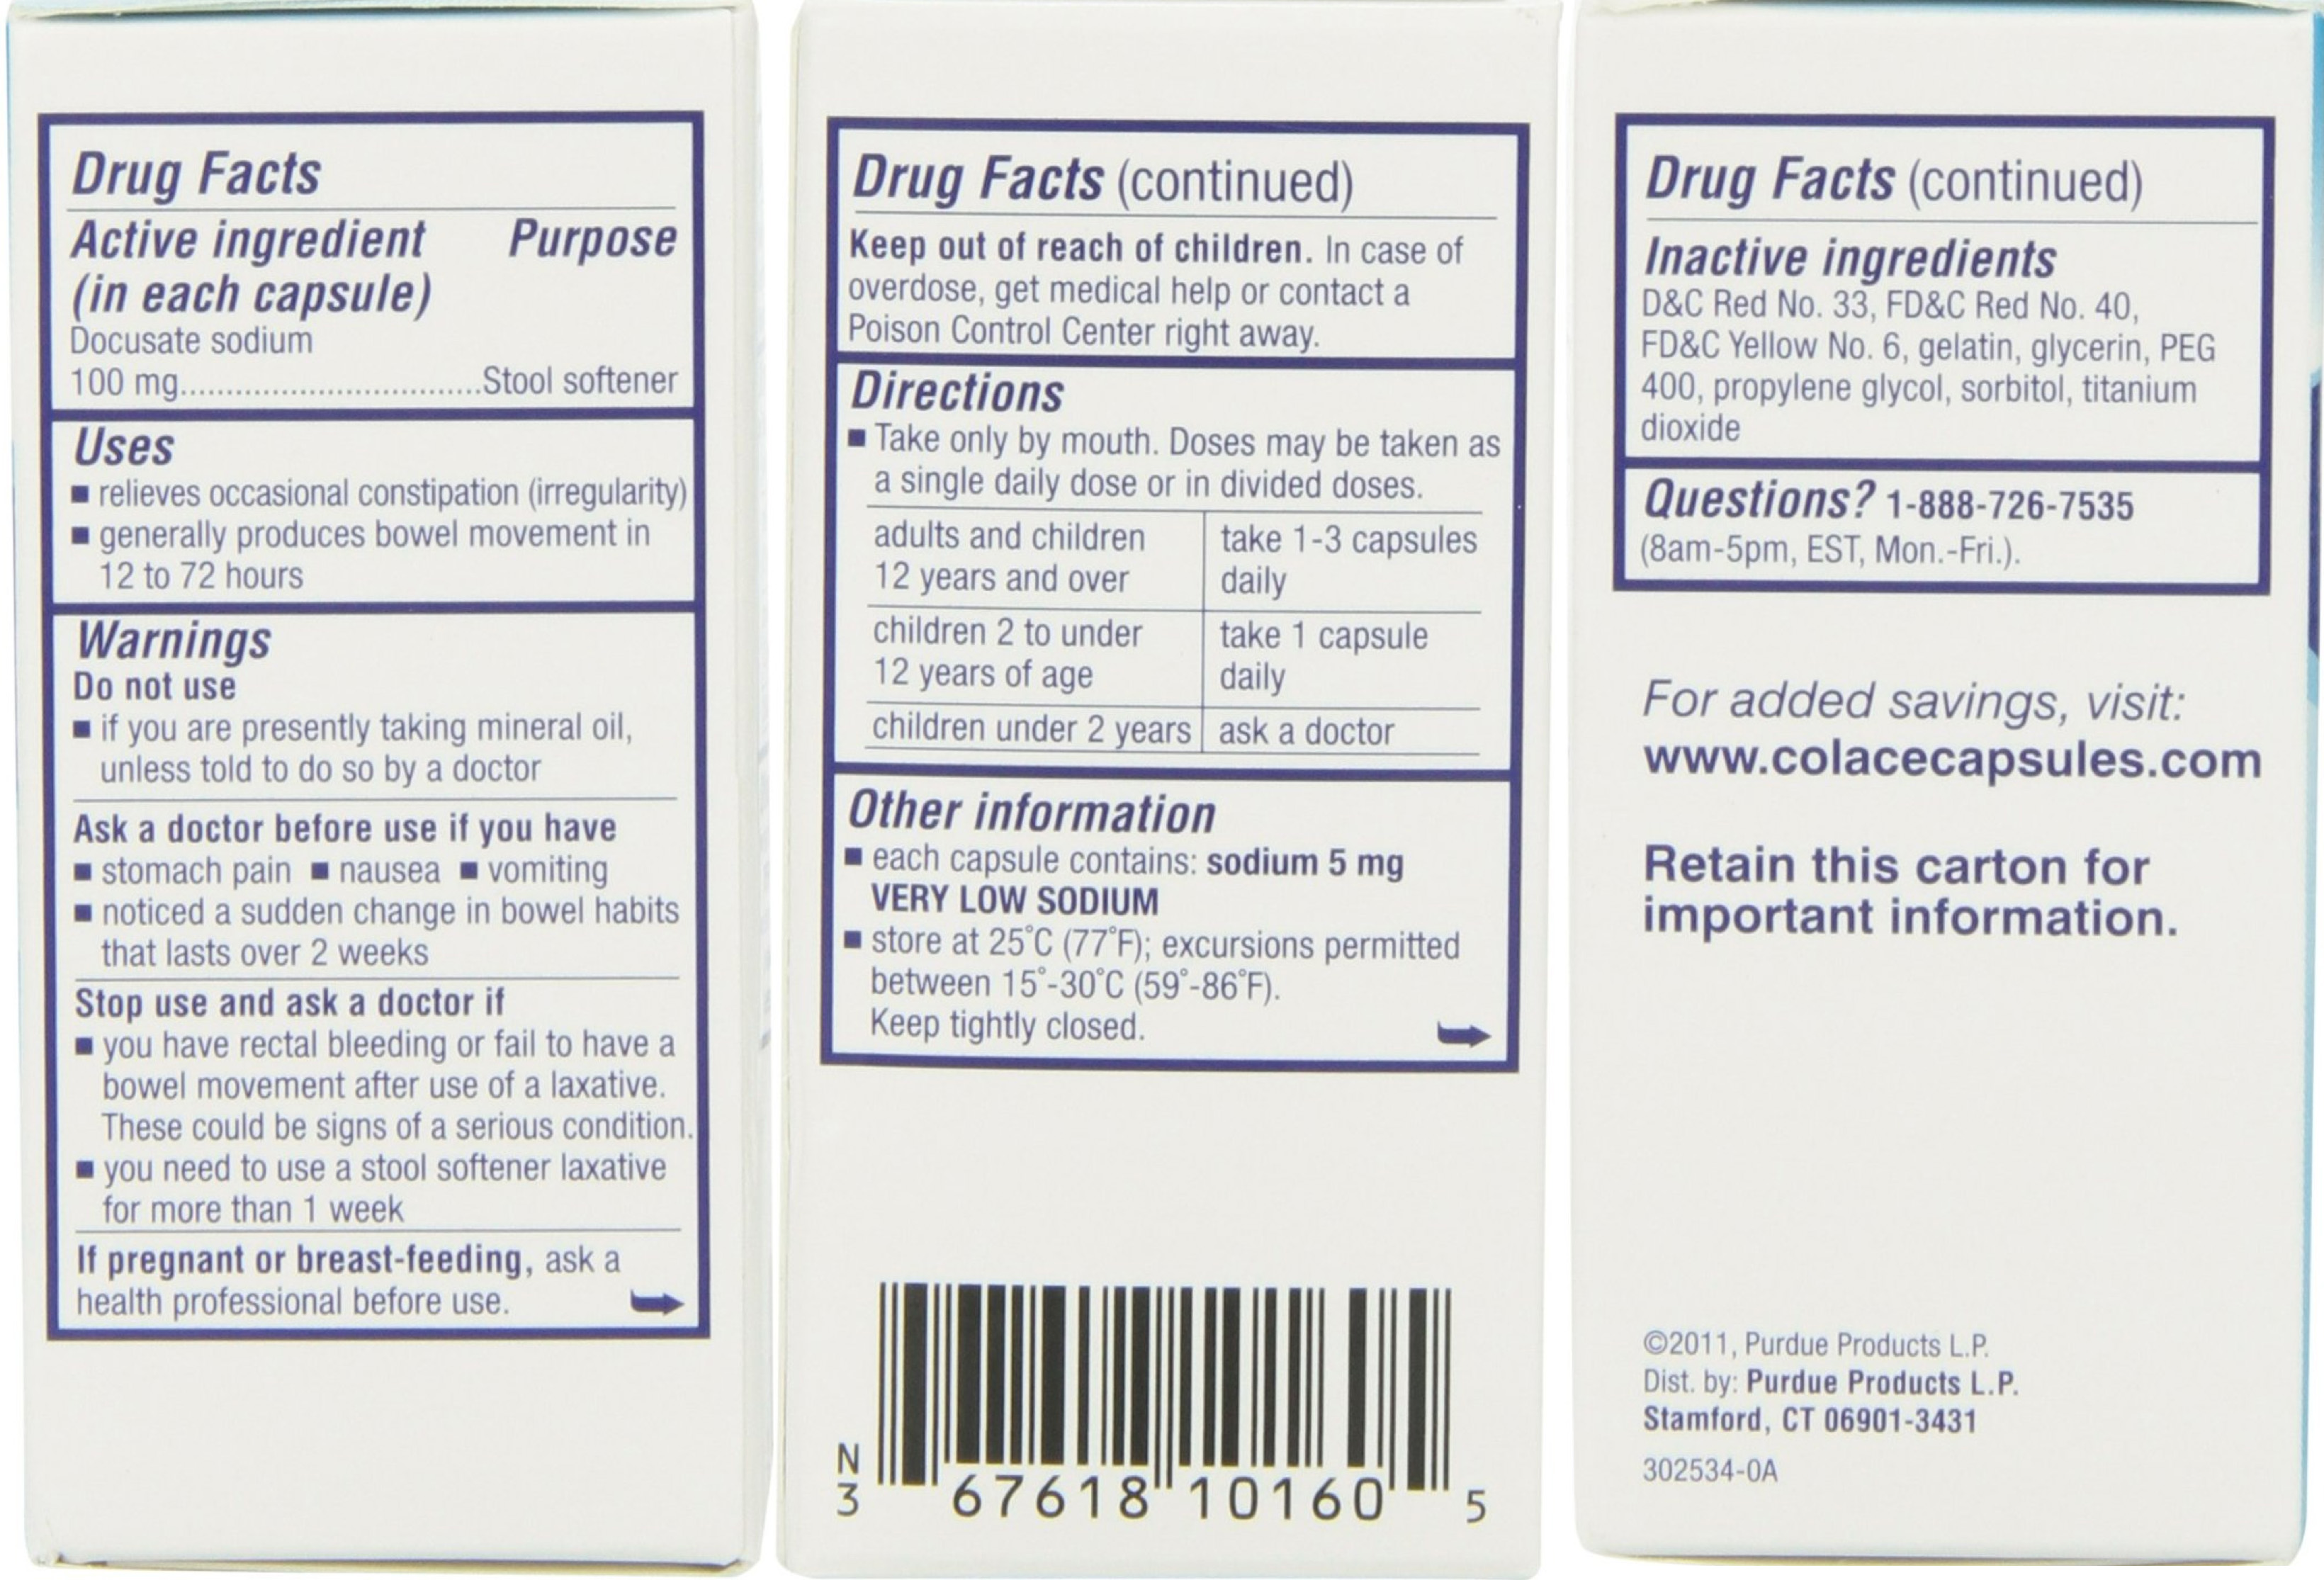 Drug Facts
Active ingredient Purpose
(in each capsule)
Docusate sodium
100 mg.................................Stool softener
Uses
■ relieves occasional constipation (irregularity)
■ generally produces bowel movement in
12 to 72 hours
Warnings
Do not use
■ if you are presently taking mineral oil,
unless told to do so by a doctor
Ask a doctor before use if you have
■ stomach pain ■ nausea ■ vomiting
■ noticed a sudden change in bowel habits
that lasts over 2 weeks
Stop use and ask a doctor if
■ you have rectal bleeding or fail to have a
bowel movement after use of a laxative.
These could be signs of a serious condition.
■ you need to use a stool softener laxative
for more than 1 week
If pregnant or breast-feeding, ask a
health professional before use.
Drug Facts (continued)
Keep out of reach of children. In case of
overdose, get medical help or contact a
Poison Control Center right away.
Directions
■ Take only by mouth. Doses may be taken as
a single daily dose or in divided doses.
adults and children take 1-3 capsules
12 years and over daily
children 2 to under take 1 capsule
12 years of age daily
children under 2 years ask a doctor
Other information
■ each capsule contains: sodium 5 mg
VERY LOW SODIUM
■ store at 25°C (77°F); excursions permitted
between 15°-30°C (59°-86°F).
Keep tightly closed.
N
3 67618 10160 5
Drug Facts (continued)
Inactive ingredients
D&C Red No. 33, FD&C Red No. 40,
FD&C Yellow No. 6, gelatin, glycerin, PEG
400, propylene glycol, sorbitol, titanium
dioxide
Questions? 1-888-726-7535
(8am-5pm, EST, Mon.-Fri.).
For added savings, visit:
www.colacecapsules.com
Retain this carton for
important information.
©2011, Purdue Products L.P.
Dist. by: Purdue Products L.P.
Stamford, CT 06901-3431
302534-0A